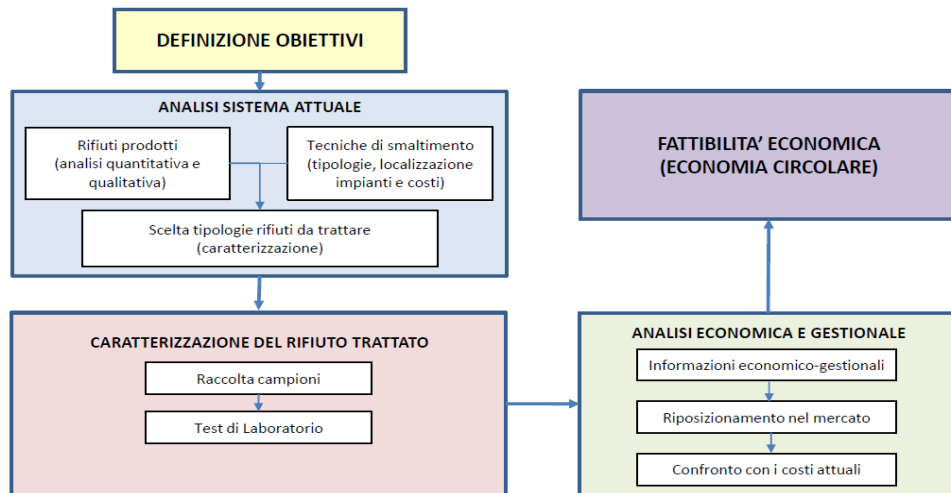 DEFINIZIONE OBIETTIVI
ANALISI SISTEMA ATTUALE
Rifiuti prodotti
(analisi quantitativa e
qualitativa)
Tecniche di smaltimento
(tipologie, localizzazione
impianti e costi)
Scelta tipologie rifiuti da trattare
(caratterizzazione)
CARATTERIZZAZIONE DEL RIFIUTO TRATTATO
Raccolta campioni
Test di Laboratorio
ANALISI ECONOMICA E GESTIONALE
Informazioni economico-gestionali
Riposizionamento nel mercato
Confronto con i costi attuali
FATTIBILITA’ ECONOMICA
(ECONOMIA CIRCOLARE)